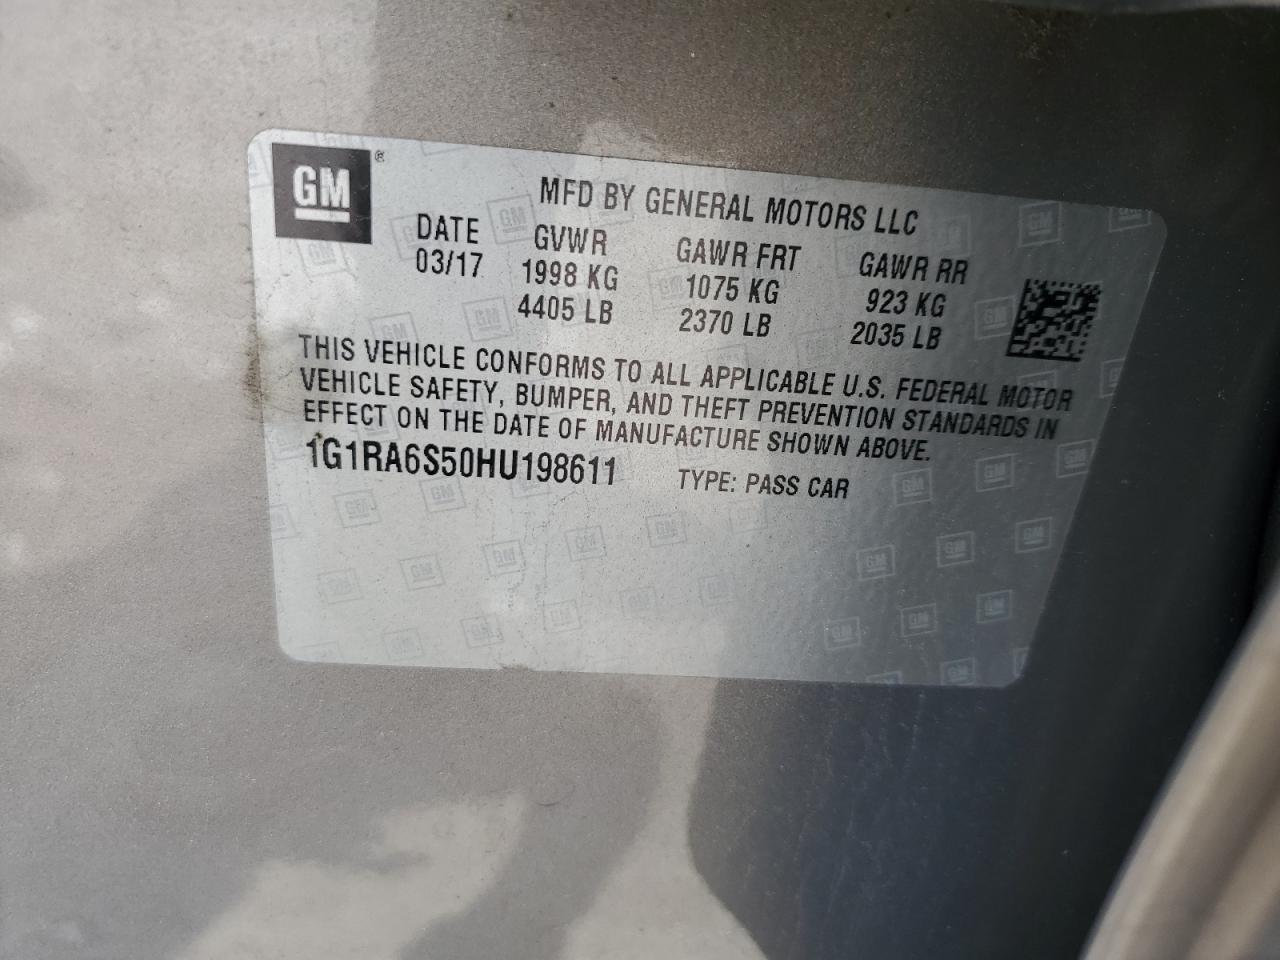 GM®
MFD BY GENERAL MOTORS LLC
DATE GVWR GAWR FRT GAWR RR
03/17 1998 KG 1075 KG 923 KG
4405 LB 2370 LB 2035 LB
THIS VEHICLE CONFORMS TO ALL APPLICABLE U.S. FEDERAL MOTOR
VEHICLE SAFETY, BUMPER, AND THEFT PREVENTION STANDARDS IN
EFFECT ON THE DATE OF MANUFACTURE SHOWN ABOVE.
1G1RA6S50HU198611 TYPE: PASS CAR